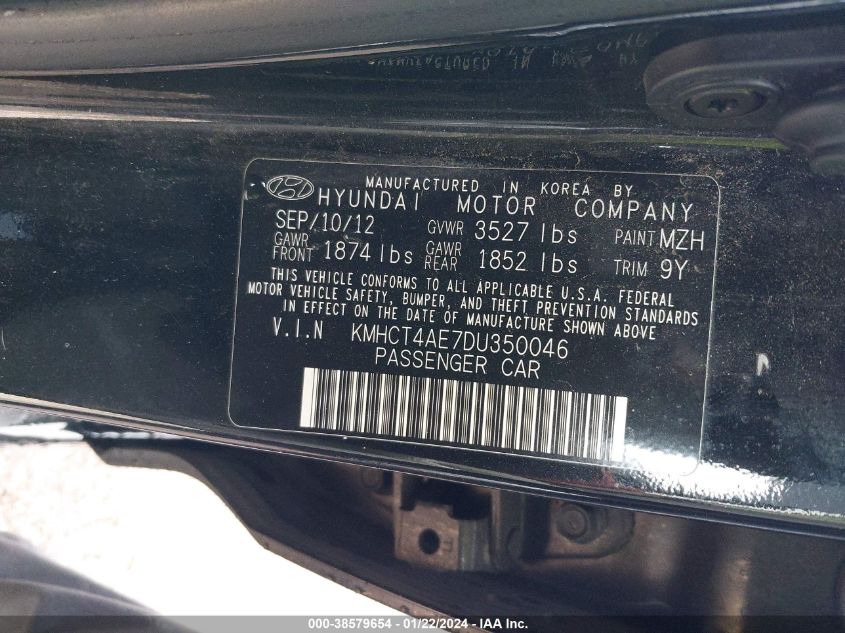 MANUFACTURED IN KOREA BY
HYUNDAI MOTOR COMPANY
SEP/10/12 GVWR 3527 lbs PAINT MZH
GAWR FRONT 1874 lbs GAWR REAR 1852 lbs TRIM 9Y
THIS VEHICLE CONFORMS TO ALL APPLICABLE U.S.A. FEDERAL
MOTOR VEHICLE SAFETY, BUMPER, AND THEFT PREVENTION STANDARDS
IN EFFECT ON THE DATE OF MANUFACTURE SHOWN ABOVE
V.I.N KMHCT4AE7DU350046
PASSENGER CAR
000-38579654 - 01/22/2024 - IAA Inc.